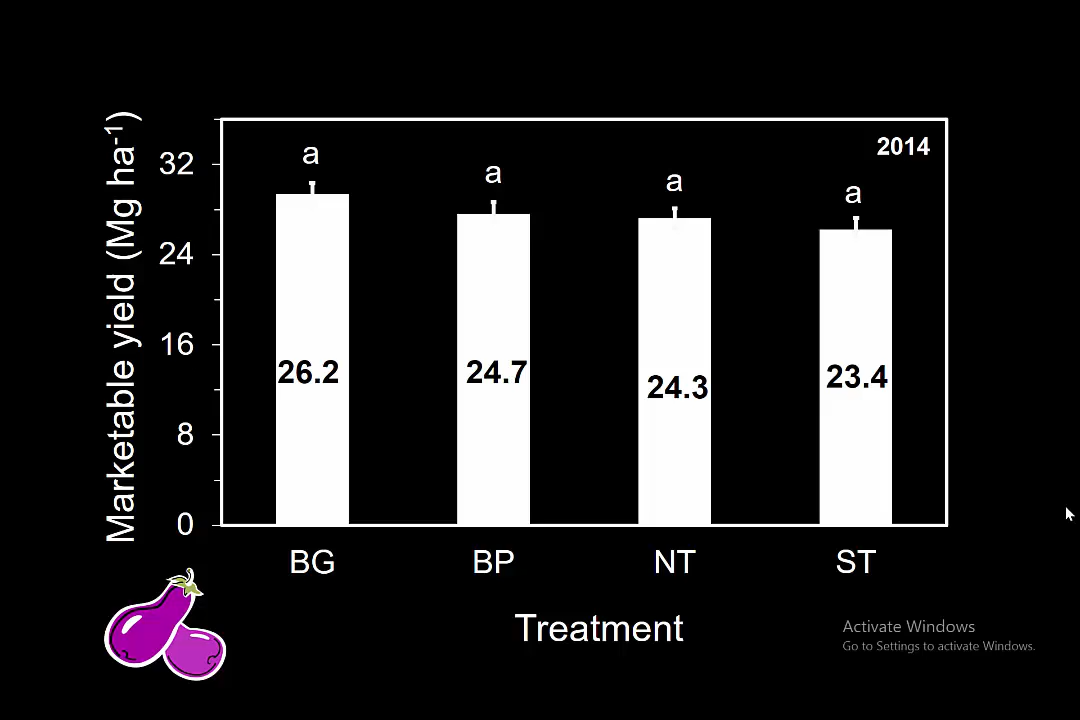 2014
Marketable yield (Mg ha-1)
32
24
16
8
0
a
a
a
a
26.2
24.7
24.3
23.4
BG
BP
NT
ST
Treatment
Activate Windows
Go to Settings to activate Windows.